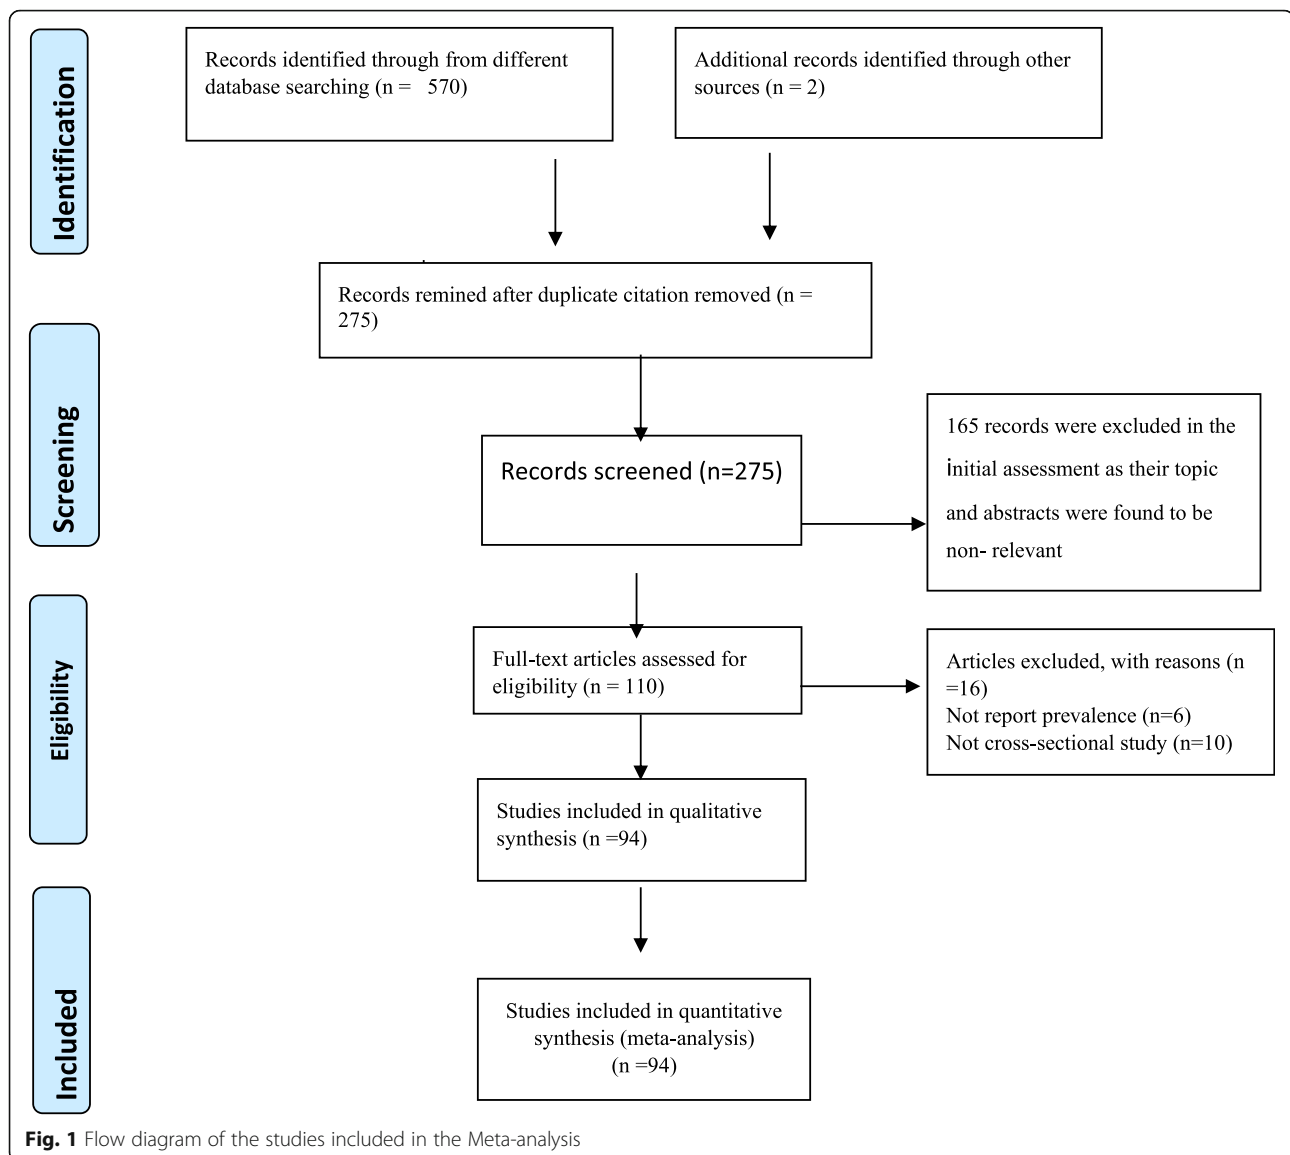 Identification
Records identified through from different
database searching (n = 570)
Additional records identified through other
sources (n = 2)
Records remined after duplicate citation removed (n =
275)
Screening
Records screened (n=275)
165 records were excluded in the
initial assessment as their topic
and abstracts were found to be
non- relevant
Eligibility
Full-text articles assessed for
eligibility (n = 110)
Articles excluded, with reasons (n
=16)
Not report prevalence (n=6)
Not cross-sectional study (n=10)
Studies included in qualitative
synthesis (n =94)
Included
Studies included in quantitative
synthesis (meta-analysis)
(n =94)
Fig. 1 Flow diagram of the studies included in the Meta-analysis